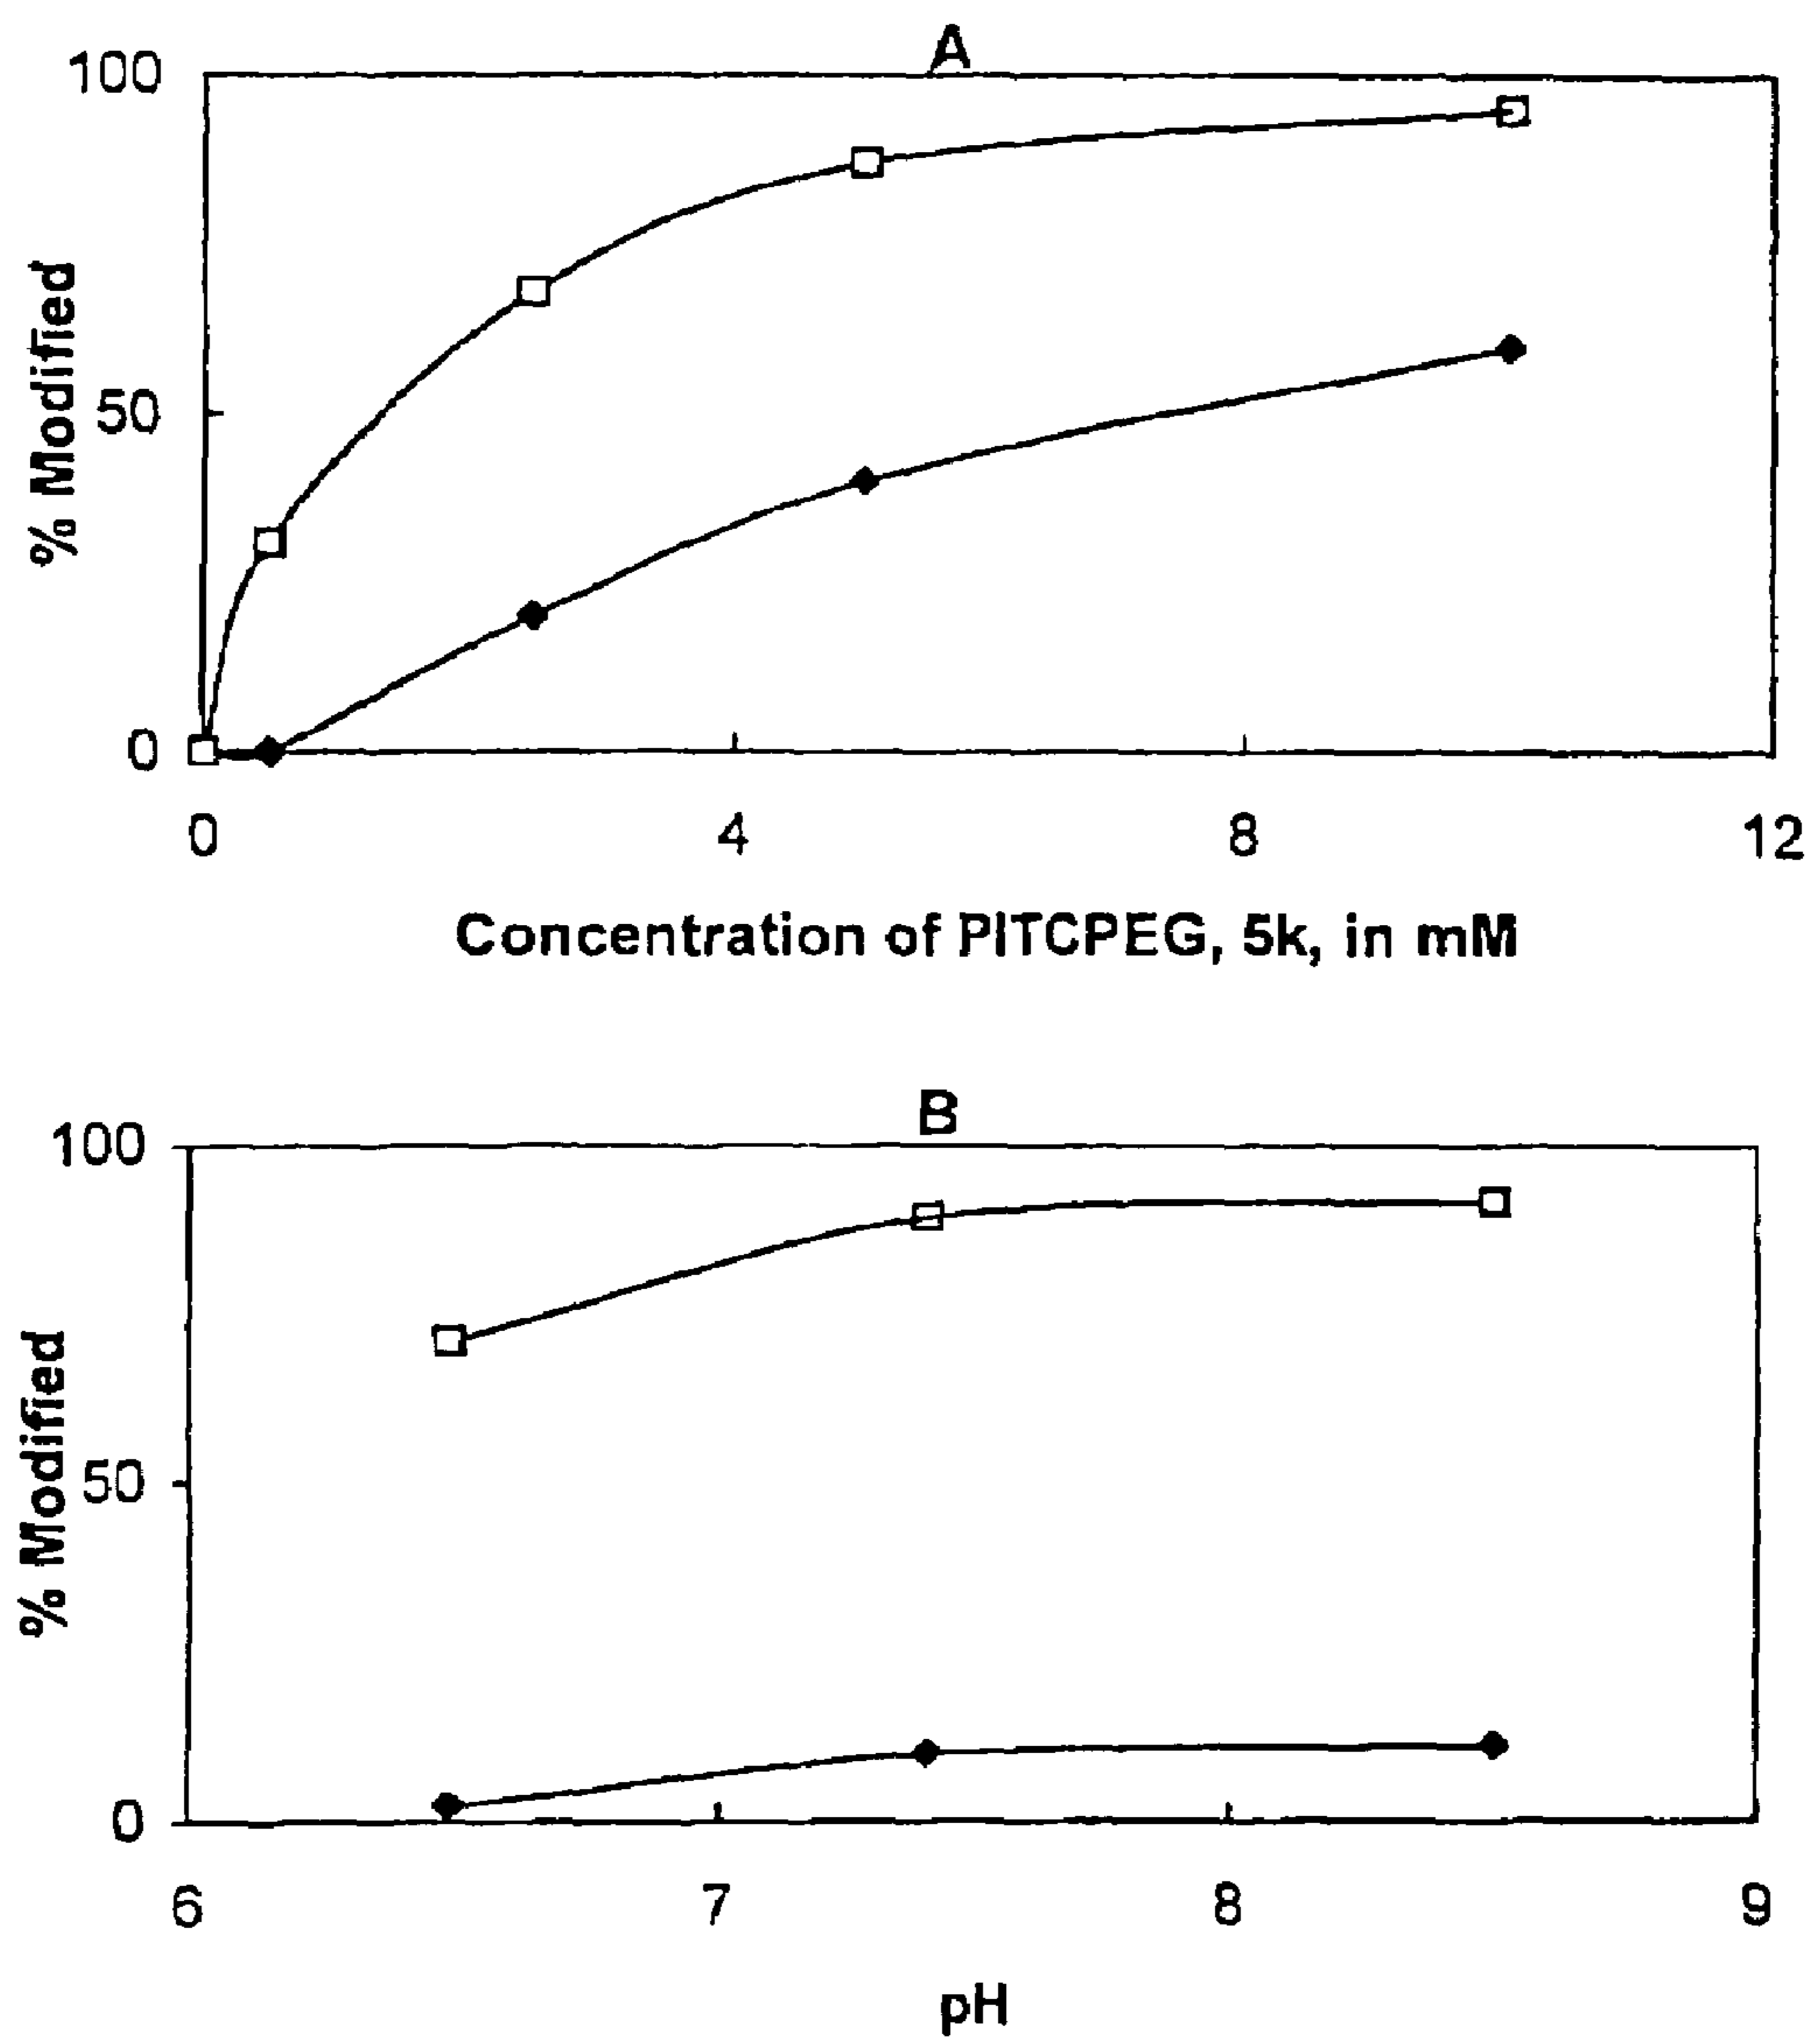 A
100
50
0
% Modified
0 4 8 12
Concentration of PITCPEG, 5k, in mM
B
100
50
0
% Modified
6 7 8 9
pH